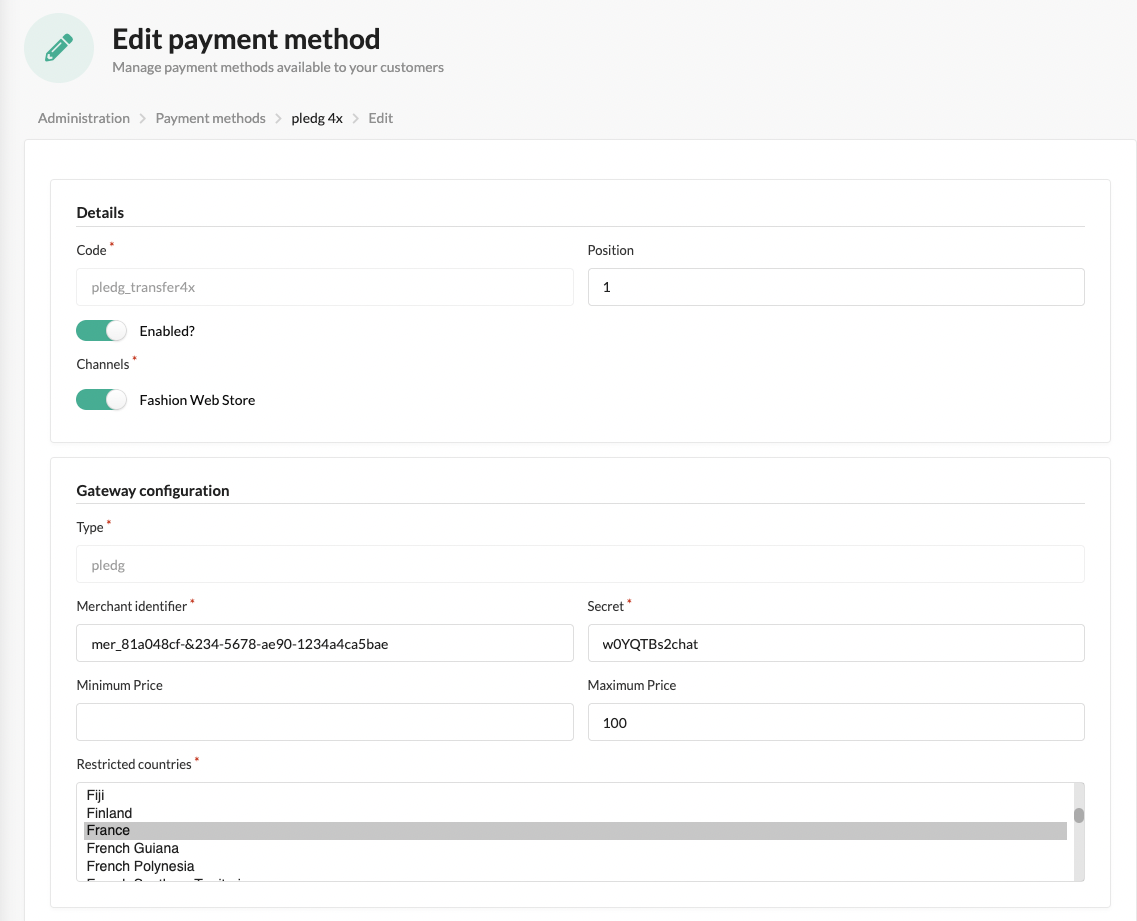 Edit payment method
Manage payment methods available to your customers
Administration > Payment methods > pledg 4x > Edit
Details
Code *
Position
pledg_transfer4x
1
Enabled?
Channels *
Fashion Web Store
Gateway configuration
Type *
pledg
Merchant identifier *
Secret *
mer_81a048cf-&234-5678-ae90-1234a4ca5bae
w0YQTBs2chat
Minimum Price
Maximum Price
100
Restricted countries *
Fiji
Finland
France
French Guiana
French Polynesia